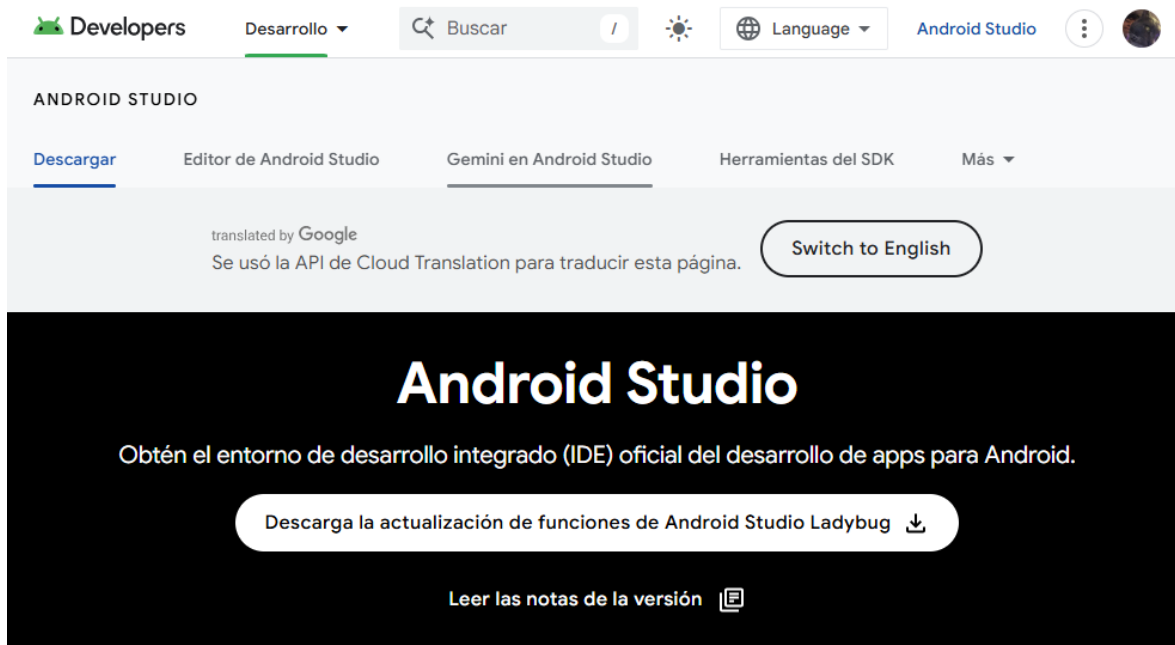 Developers
Desarrollo
Buscar
/
Language
Android Studio
ANDROID STUDIO
Descargar
Editor de Android Studio
Gemini en Android Studio
Herramientas del SDK
Más
translated by Google
Se usó la API de Cloud Translation para traducir esta página.
Switch to English
Android Studio
Obtén el entorno de desarrollo integrado (IDE) oficial del desarrollo de apps para Android.
Descarga la actualización de funciones de Android Studio Ladybug
Leer las notas de la versión